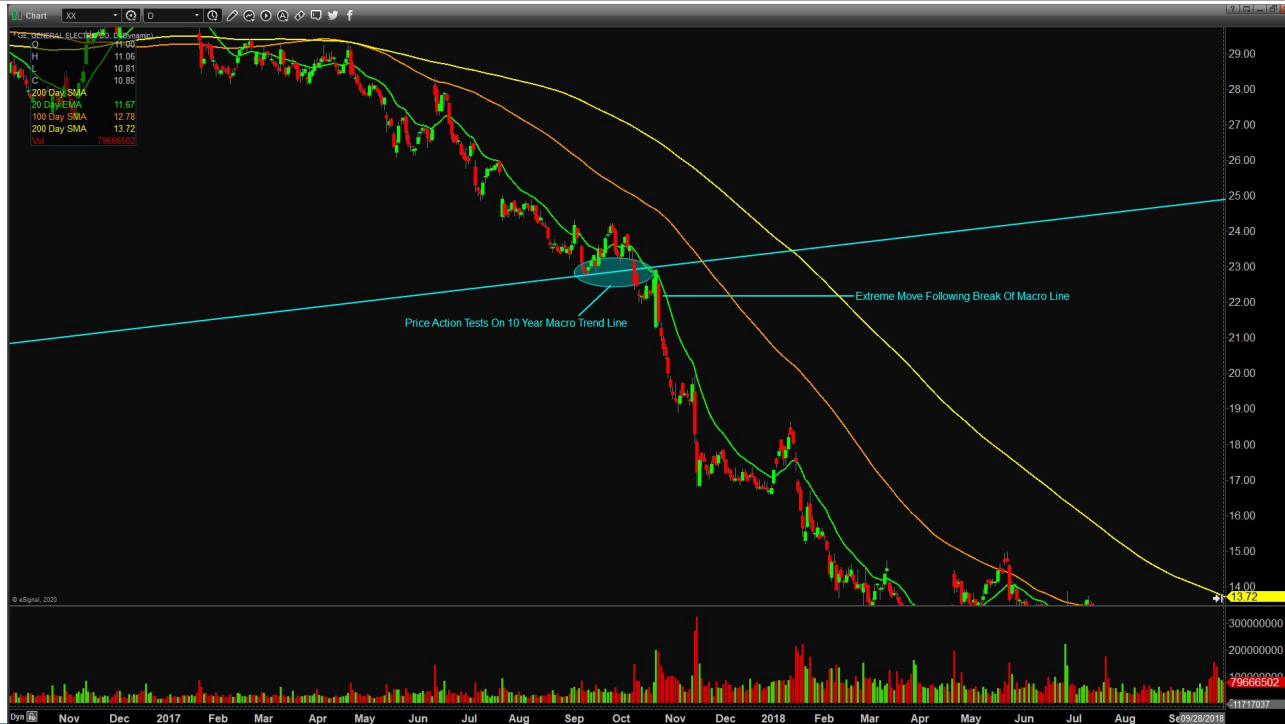 Chart XX D
GE, GENERAL ELECTRIC CO, D (Dynamic)
O 11.00
H 11.06
L 10.81
C 10.85
200 Day SMA
20 Day EMA 11.67
100 Day SMA 12.78
200 Day SMA 13.72
Vol 79666502
29.00
28.00
27.00
26.00
25.00
24.00
23.00
22.00
21.00
20.00
19.00
18.00
17.00
16.00
15.00
14.00
13.72
Extreme Move Following Break Of Macro Line
Price Action Tests On 10 Year Macro Trend Line
© eSignal, 2020
300000000
200000000
79666502
11717037
Dyn Nov Dec 2017 Feb Mar Apr May Jun Jul Aug Sep Oct Nov Dec 2018 Feb Mar Apr May Jun Jul Aug Se 09/28/2018